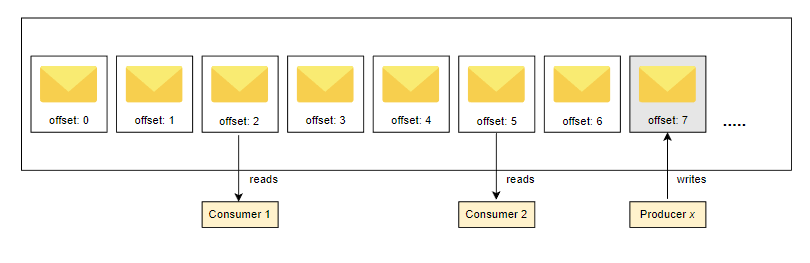 offset: 0
offset: 1
offset: 2
offset: 3
offset: 4
offset: 5
offset: 6
offset: 7
.....
reads
reads
writes
Consumer 1
Consumer 2
Producer x